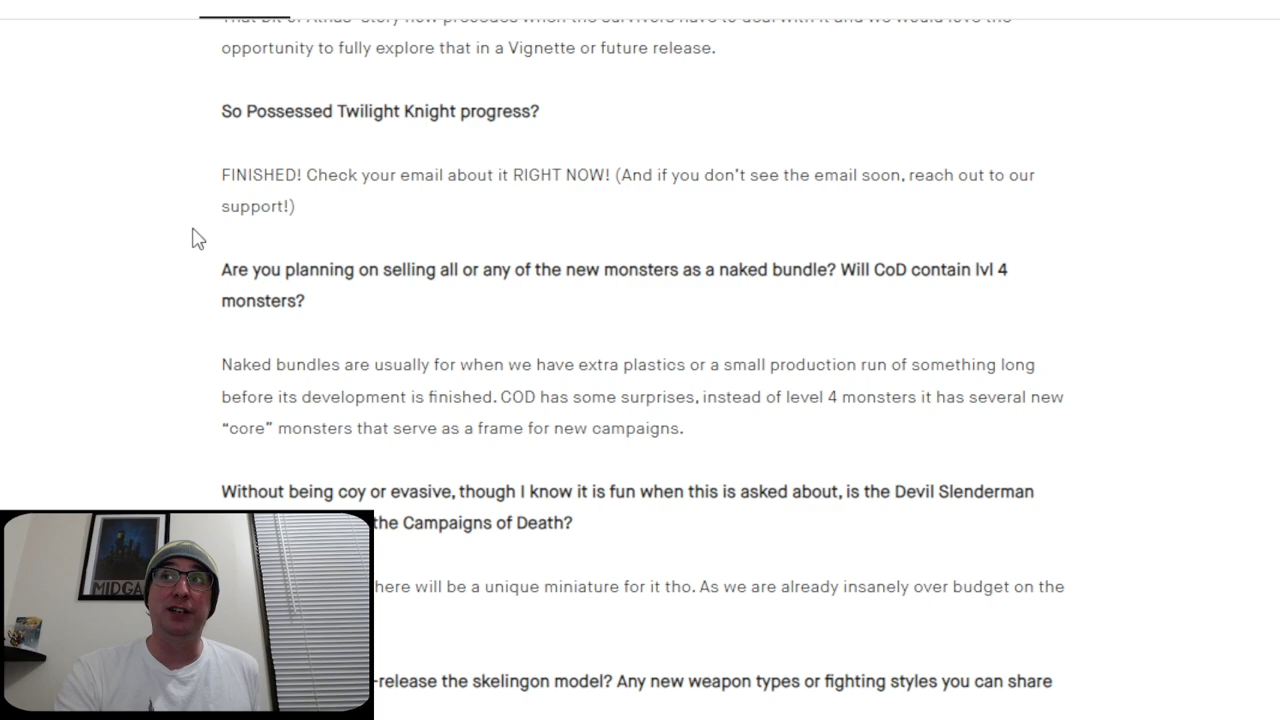 opportunity to fully explore that in a Vignette or future release.
So Possessed Twilight Knight progress?
FINISHED! Check your email about it RIGHT NOW! (And if you don't see the email soon, reach out to our
support!)
Are you planning on selling all or any of the new monsters as a naked bundle? Will CoD contain lvl 4
monsters?
Naked bundles are usually for when we have extra plastics or a small production run of something long
before its development is finished. COD has some surprises, instead of level 4 monsters it has several new
"core" monsters that serve as a frame for new campaigns.
Without being coy or evasive, though I know it is fun when this is asked about, is the Devil Slenderman
the Campaigns of Death?
here will be a unique miniature for it tho. As we are already insanely over budget on the
-release the skelingon model? Any new weapon types or fighting styles you can share
MIDGA